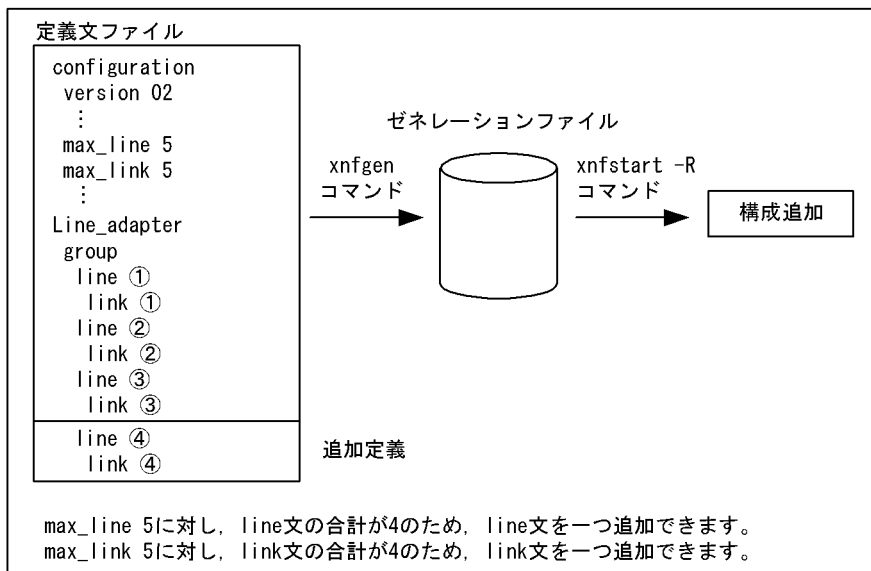 定義文ファイル
configuration
version 02
⋮
max_line 5
max_link 5
⋮
Line_adapter
group
line ①
link ①
line ②
link ②
line ③
link ③
line ④
link ④
追加定義
xnfgen
コマンド
ゼネレーションファイル
xnfstart -R
コマンド
構成追加
max_line 5に対し，line文の合計が4のため，line文を一つ追加できます。
max_link 5に対し，link文の合計が4のため，link文を一つ追加できます。